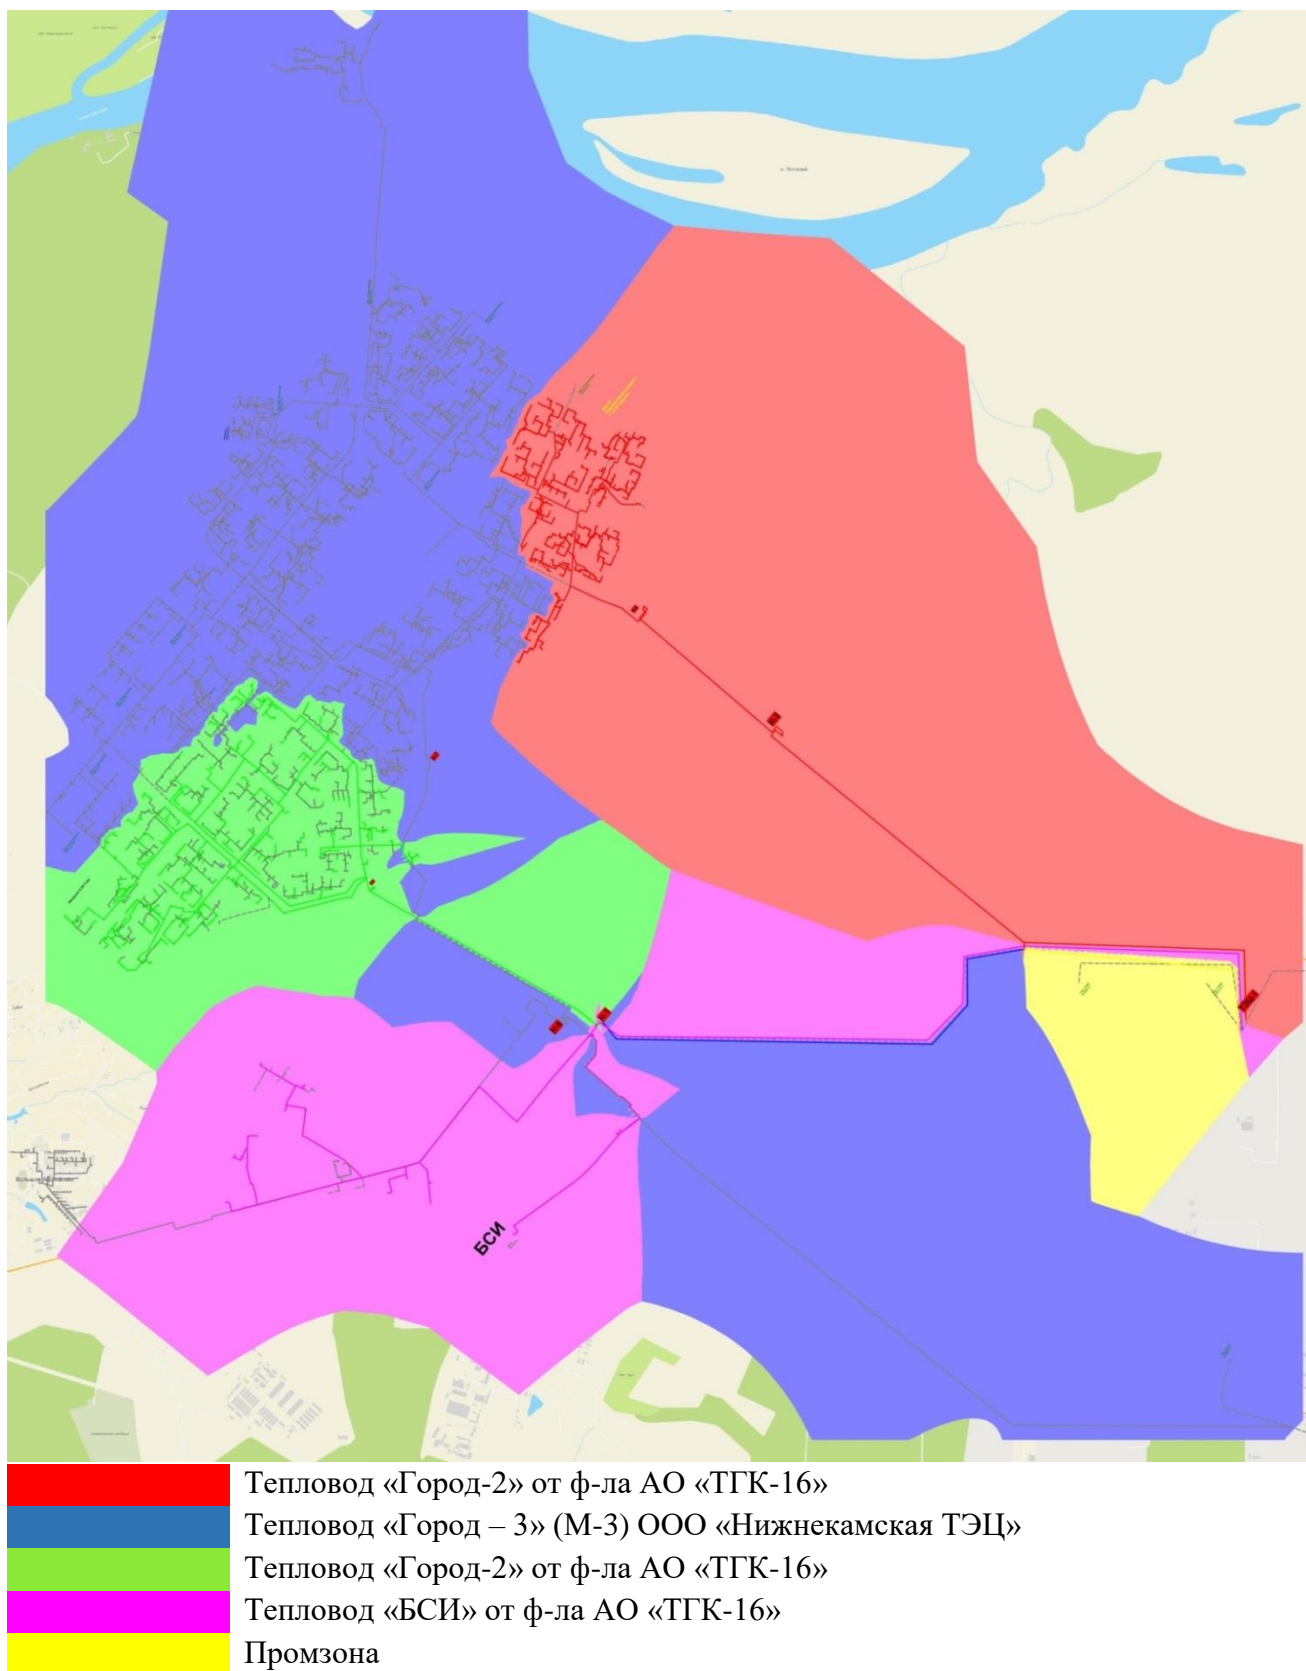 БСИ
Тепловод «Город-2» от ф-ла АО «ТГК-16»
Тепловод «Город – 3» (М-3) ООО «Нижнекамская ТЭЦ»
Тепловод «Город-2» от ф-ла АО «ТГК-16»
Тепловод «БСИ» от ф-ла АО «ТГК-16»
Промзона